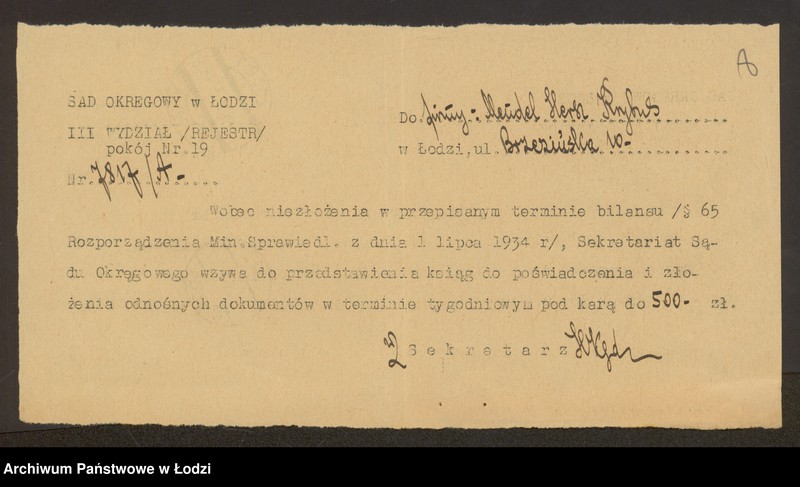 8
SĄD OKRĘGOWY w ŁODZI
III WYDZIAŁ /REJESTR/
pokój Nr.19
Nr. 7817/A-
Do firmy: Mendel Hersz
w Łodzi, ul. Brzezińska 10-
Wobec niezłożenia w przepisanym terminie bilansu /§ 65
Rozporządzenia Min. Sprawiedl. z dnia 1 lipca 1934 r/, Sekretariat Są-
du Okręgowego wzywa do przedstawienia ksiąg do poświadczenia i zło-
żenia odnośnych dokumentów w terminie tygodniowym pod karą do 500- zł.
Sekretarz
Archiwum Państwowe w Łodzi